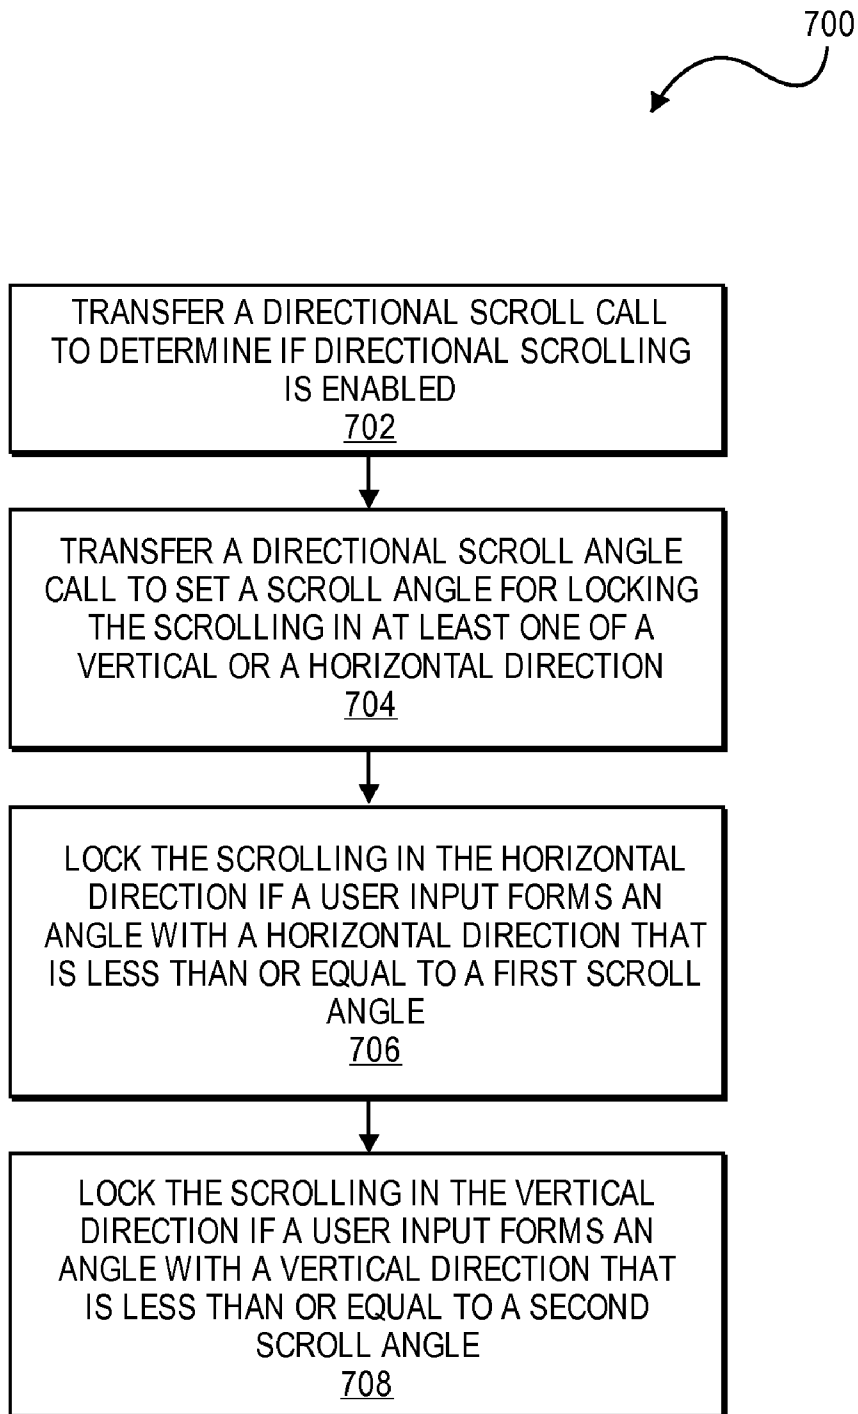 700
TRANSFER A DIRECTIONAL SCROLL CALL
TO DETERMINE IF DIRECTIONAL SCROLLING
IS ENABLED
702
TRANSFER A DIRECTIONAL SCROLL ANGLE
CALL TO SET A SCROLL ANGLE FOR LOCKING
THE SCROLLING IN AT LEAST ONE OF A
VERTICAL OR A HORIZONTAL DIRECTION
704
LOCK THE SCROLLING IN THE HORIZONTAL
DIRECTION IF A USER INPUT FORMS AN
ANGLE WITH A HORIZONTAL DIRECTION THAT
IS LESS THAN OR EQUAL TO A FIRST SCROLL
ANGLE
706
LOCK THE SCROLLING IN THE VERTICAL
DIRECTION IF A USER INPUT FORMS AN
ANGLE WITH A VERTICAL DIRECTION THAT
IS LESS THAN OR EQUAL TO A SECOND
SCROLL ANGLE
708